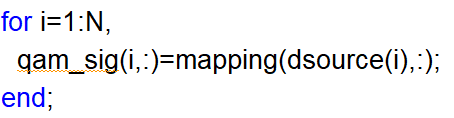 for i=1:N,
qam_sig(i,:)=mapping(dsource(i),:);
end;